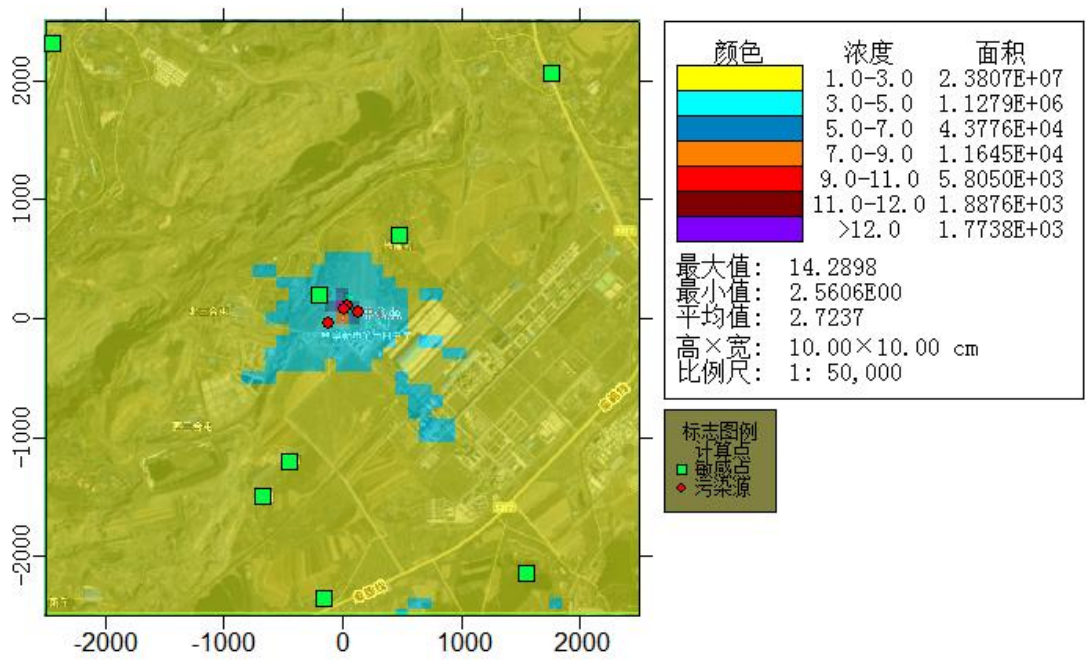 2000
1000
0
-1000
-2000
-2000 -1000 0 1000 2000
颜色 浓度 面积
1.0-3.0 2.3807E+07
3.0-5.0 1.1279E+06
5.0-7.0 4.3776E+04
7.0-9.0 1.1645E+04
9.0-11.0 5.8050E+03
11.0-12.0 1.8876E+03
>12.0 1.7738E+03
最大值: 14.2898
最小值: 2.5606E00
平均值: 2.7237
高×宽: 10.00×10.00 cm
比例尺: 1: 50,000
标志图例
计算点
敏感点
污染源